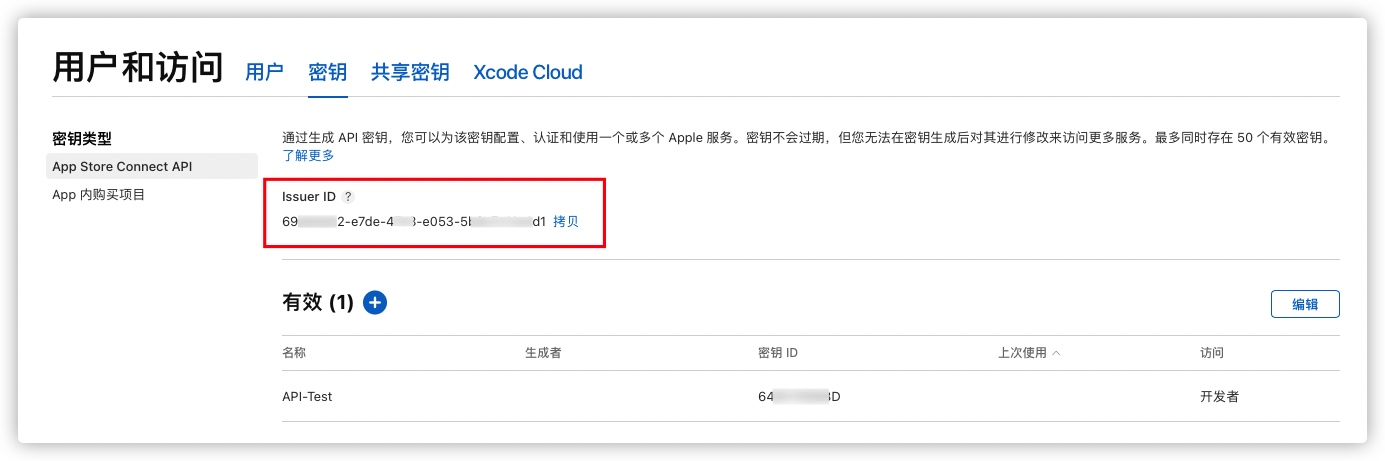 用户和访问 用户 密钥 共享密钥 Xcode Cloud
密钥类型
App Store Connect API
App 内购买项目
通过生成 API 密钥，您可以为该密钥配置、认证和使用一个或多个 Apple 服务。密钥不会过期，但您无法在密钥生成后对其进行修改来访问更多服务。最多同时存在 50 个有效密钥。
了解更多
Issuer ID ?
69 2-e7de-4 3-e053-5 d1 拷贝
有效 (1) +
编辑
名称 生成者 密钥 ID 上次使用 访问
API-Test 64 3D 开发者